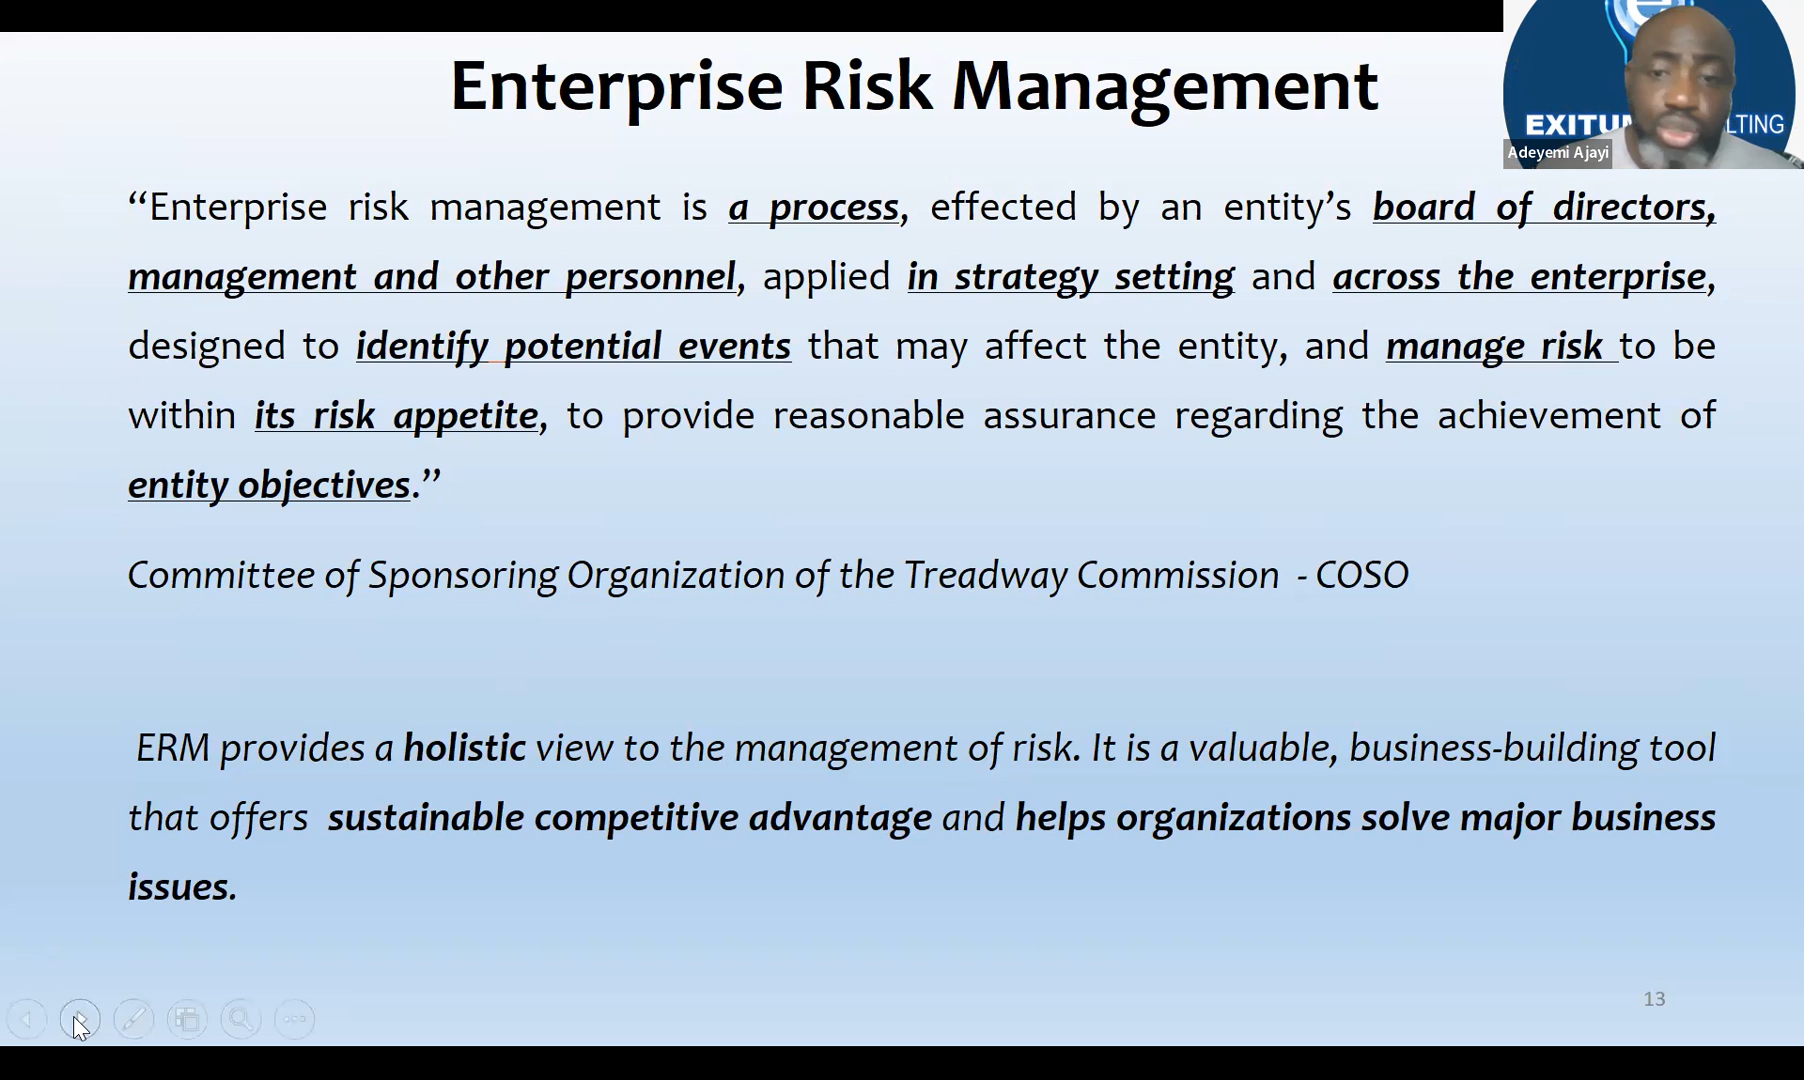 Enterprise Risk Management
EXITUM LTING
Adeyemi Ajayi
“Enterprise risk management is a process, effected by an entity’s board of directors,
management and other personnel, applied in strategy setting and across the enterprise,
designed to identify potential events that may affect the entity, and manage risk to be
within its risk appetite, to provide reasonable assurance regarding the achievement of
entity objectives.”
Committee of Sponsoring Organization of the Treadway Commission - COSO
ERM provides a holistic view to the management of risk. It is a valuable, business-building tool
that offers sustainable competitive advantage and helps organizations solve major business
issues.
13